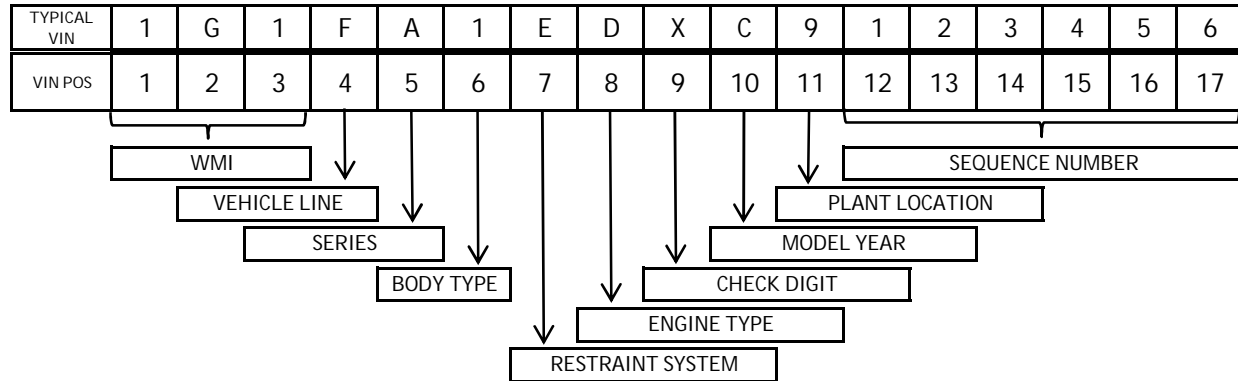 TYPICAL VIN 1 G 1 F A 1 E D X C 9 1 2 3 4 5 6
VIN POS 1 2 3 4 5 6 7 8 9 10 11 12 13 14 15 16 17
WMI SEQUENCE NUMBER
VEHICLE LINE PLANT LOCATION
SERIES MODEL YEAR
BODY TYPE CHECK DIGIT
ENGINE TYPE
RESTRAINT SYSTEM